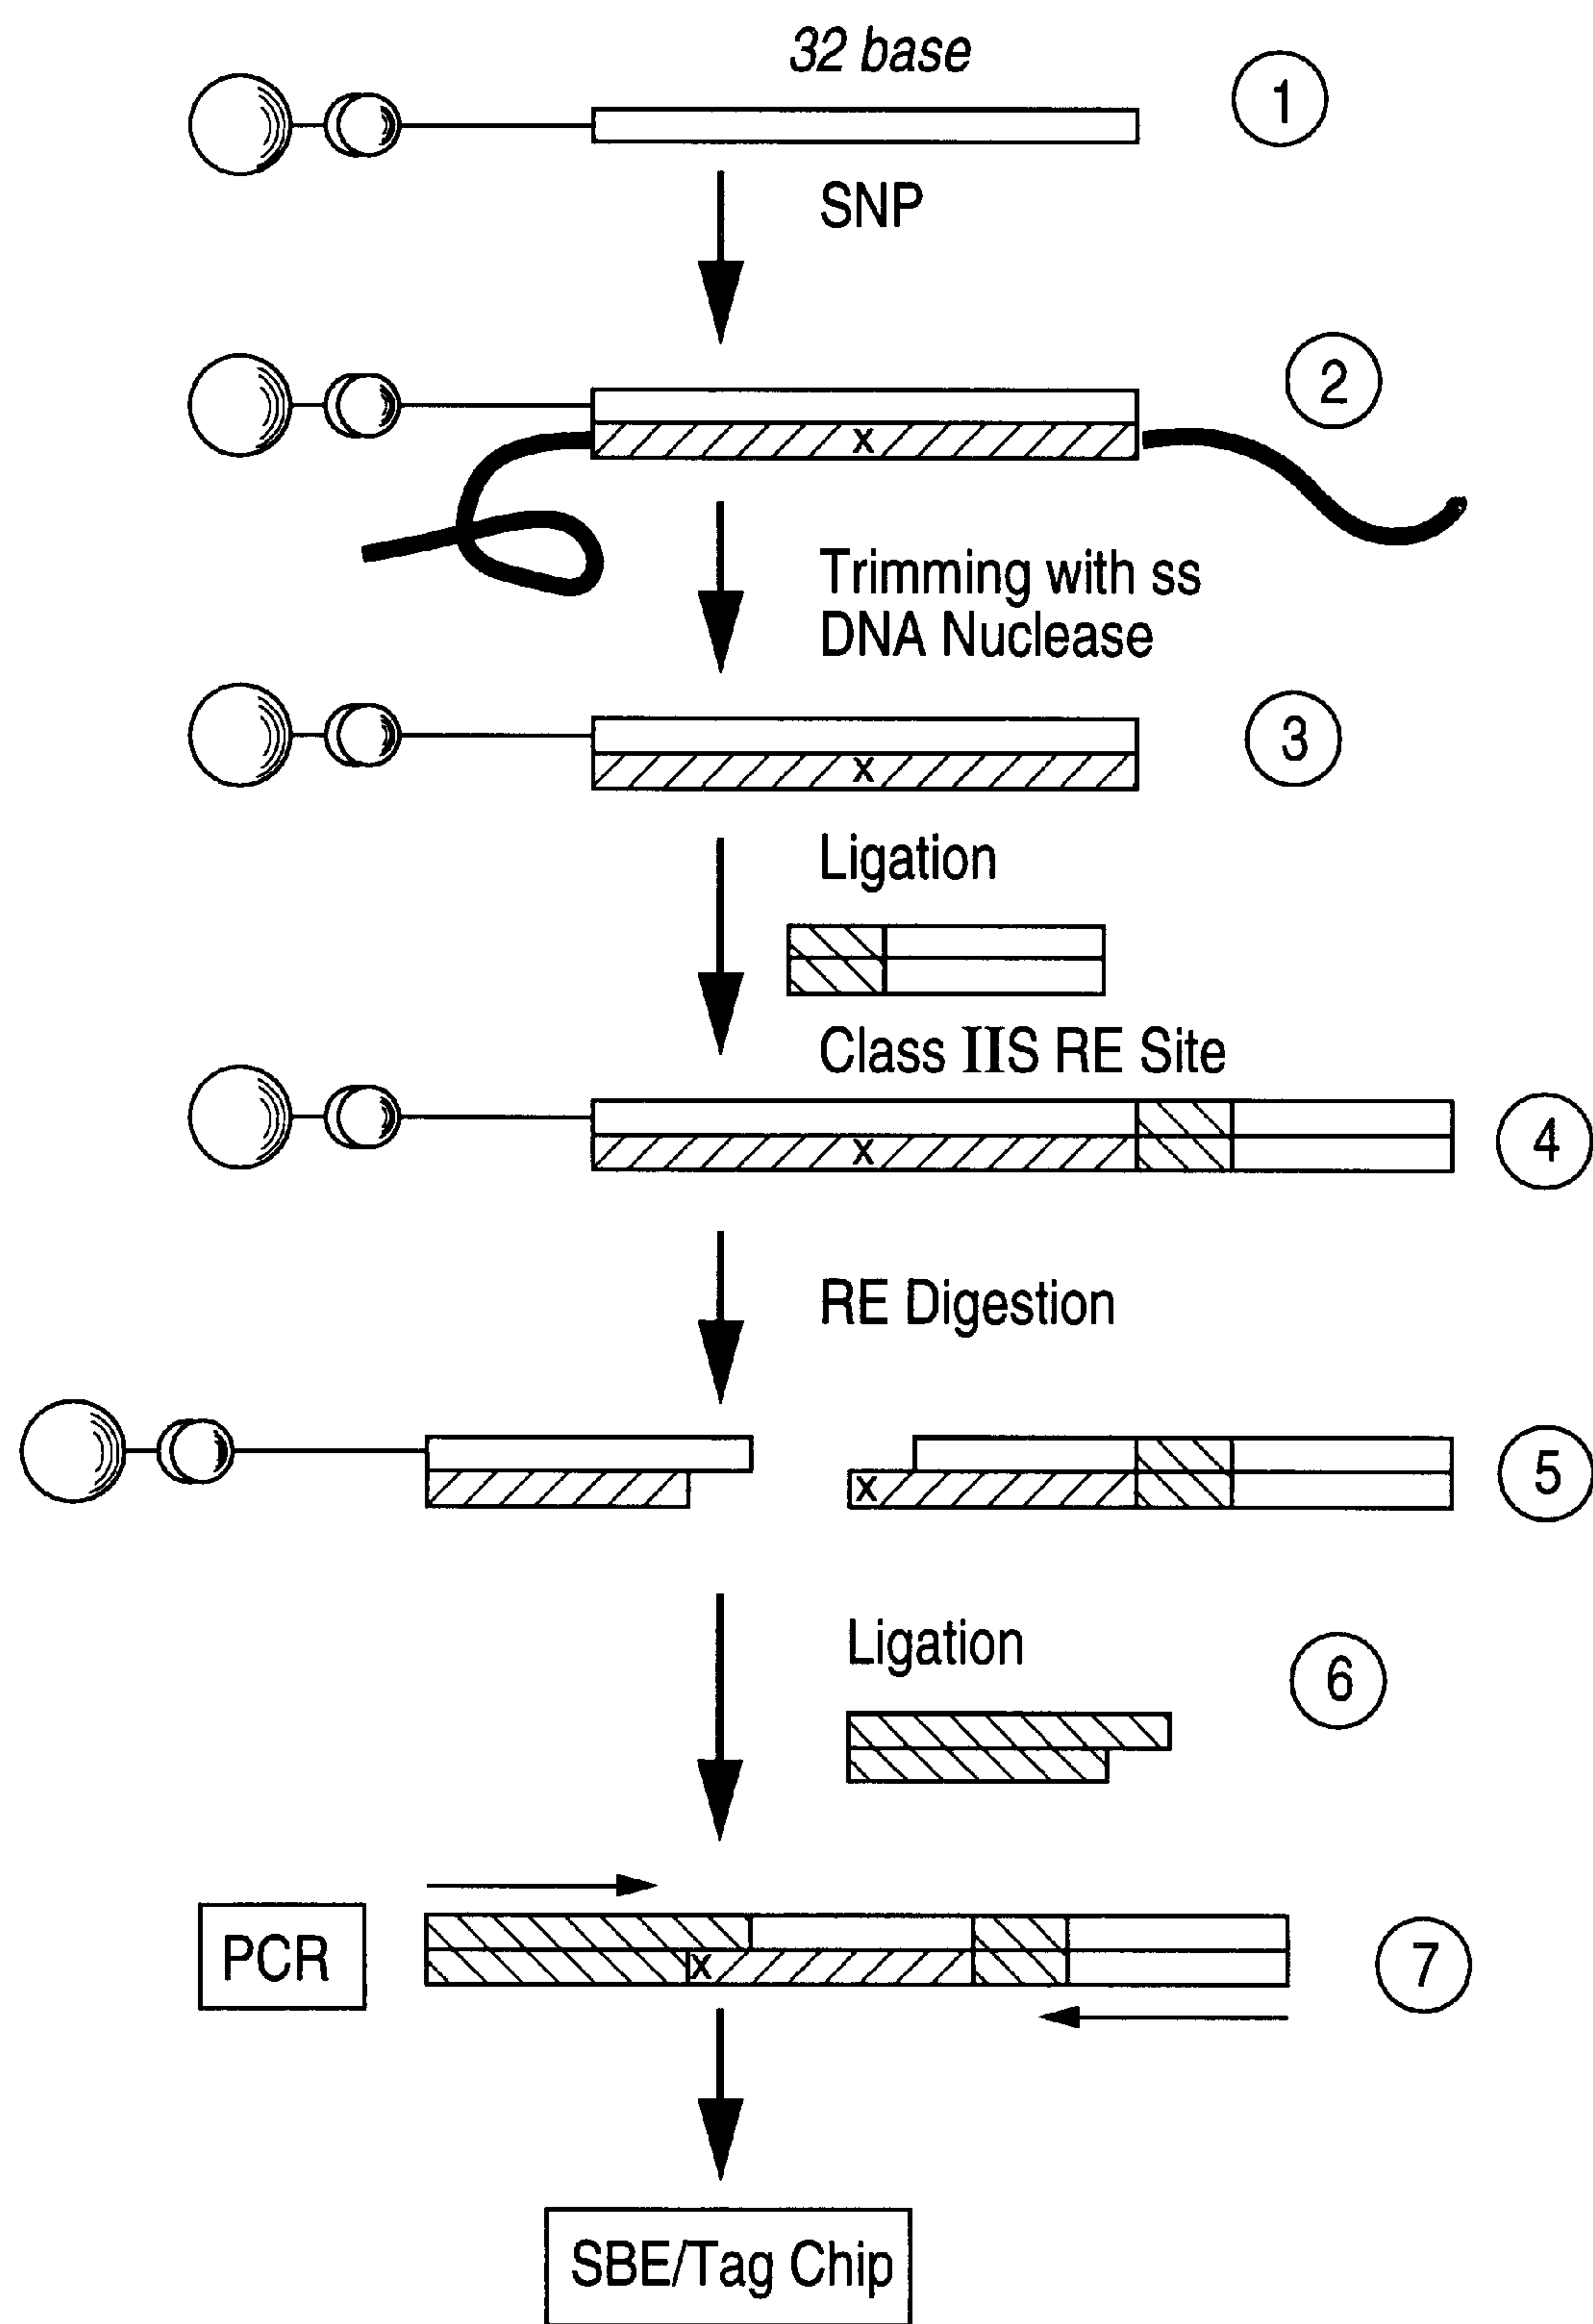 32 base
1
SNP
2
Trimming with ss
DNA Nuclease
3
Ligation
Class IIS RE Site
4
RE Digestion
5
Ligation
6
PCR
7
SBE/Tag Chip
x
x
x
x
x